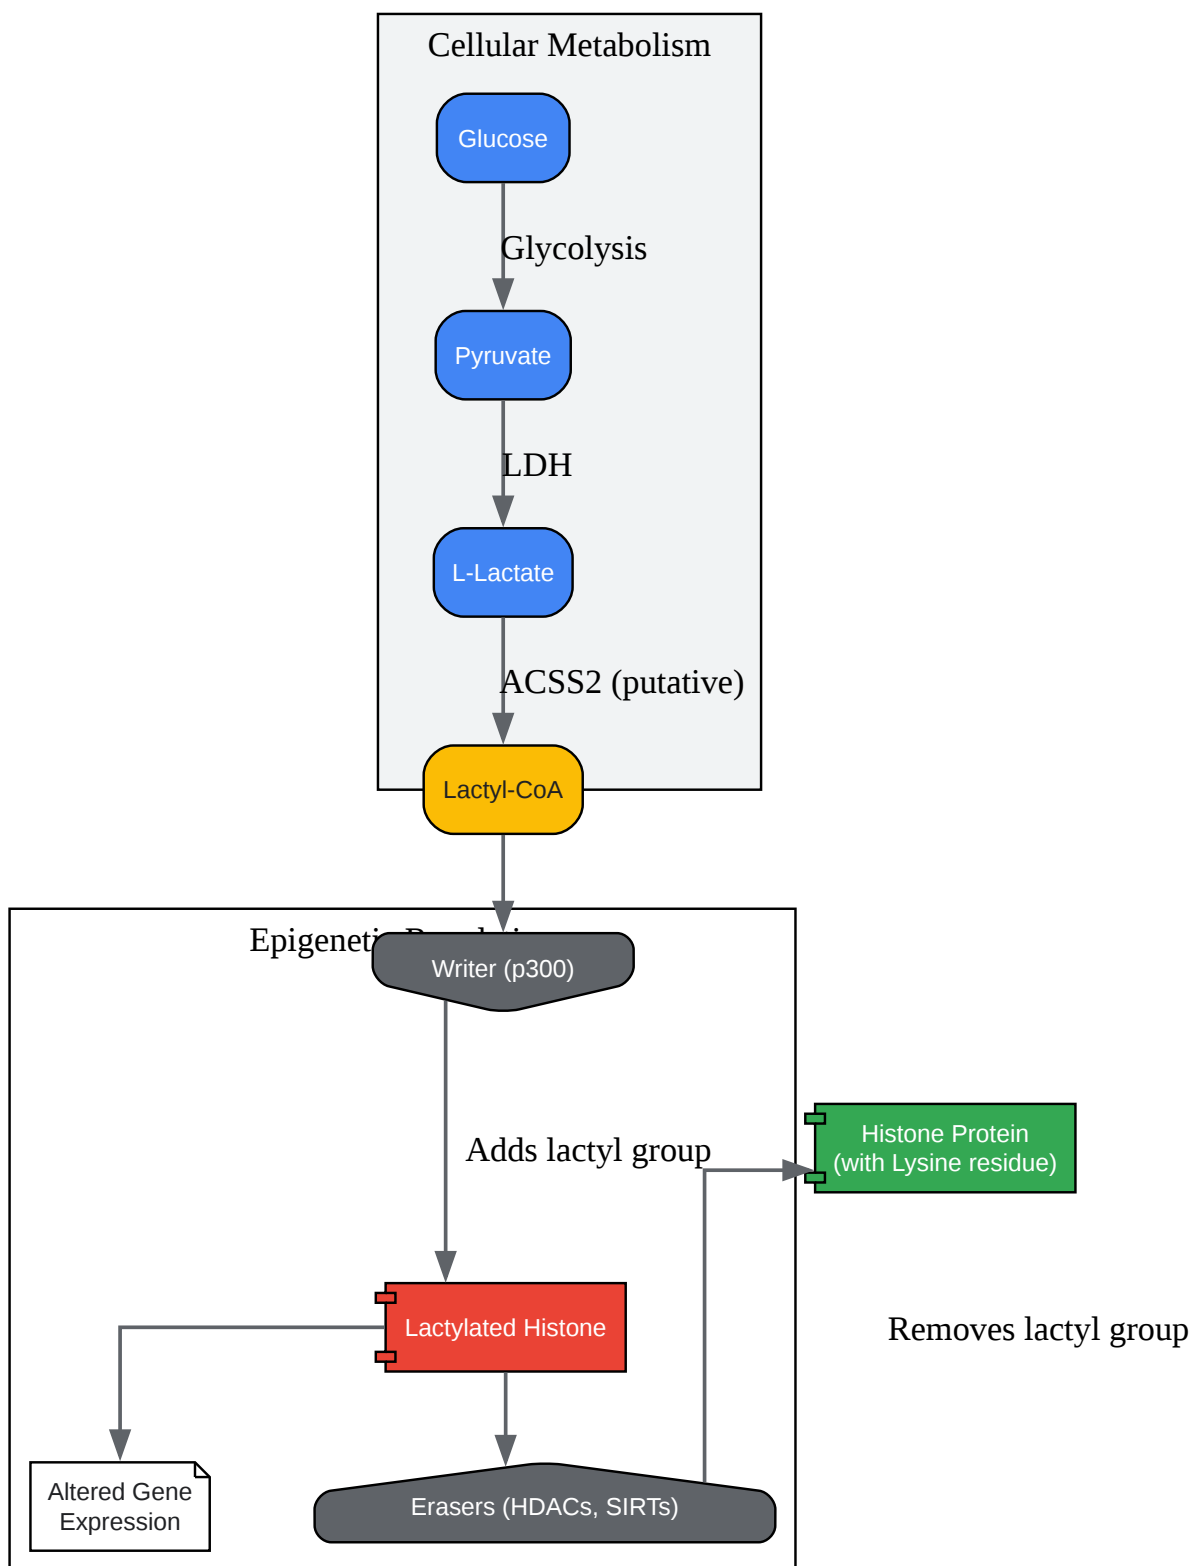 Cellular Metabolism
Glucose
Glycolysis
Pyruvate
LDH
L-Lactate
ACSS2 (putative)
Lactyl-CoA
Writer (p300)
Histone Protein
(with Lysine residue)
Adds lactyl group
Lactylated Histone
Removes lactyl group
Altered Gene
Expression
Erasers (HDACs, SIRTs)